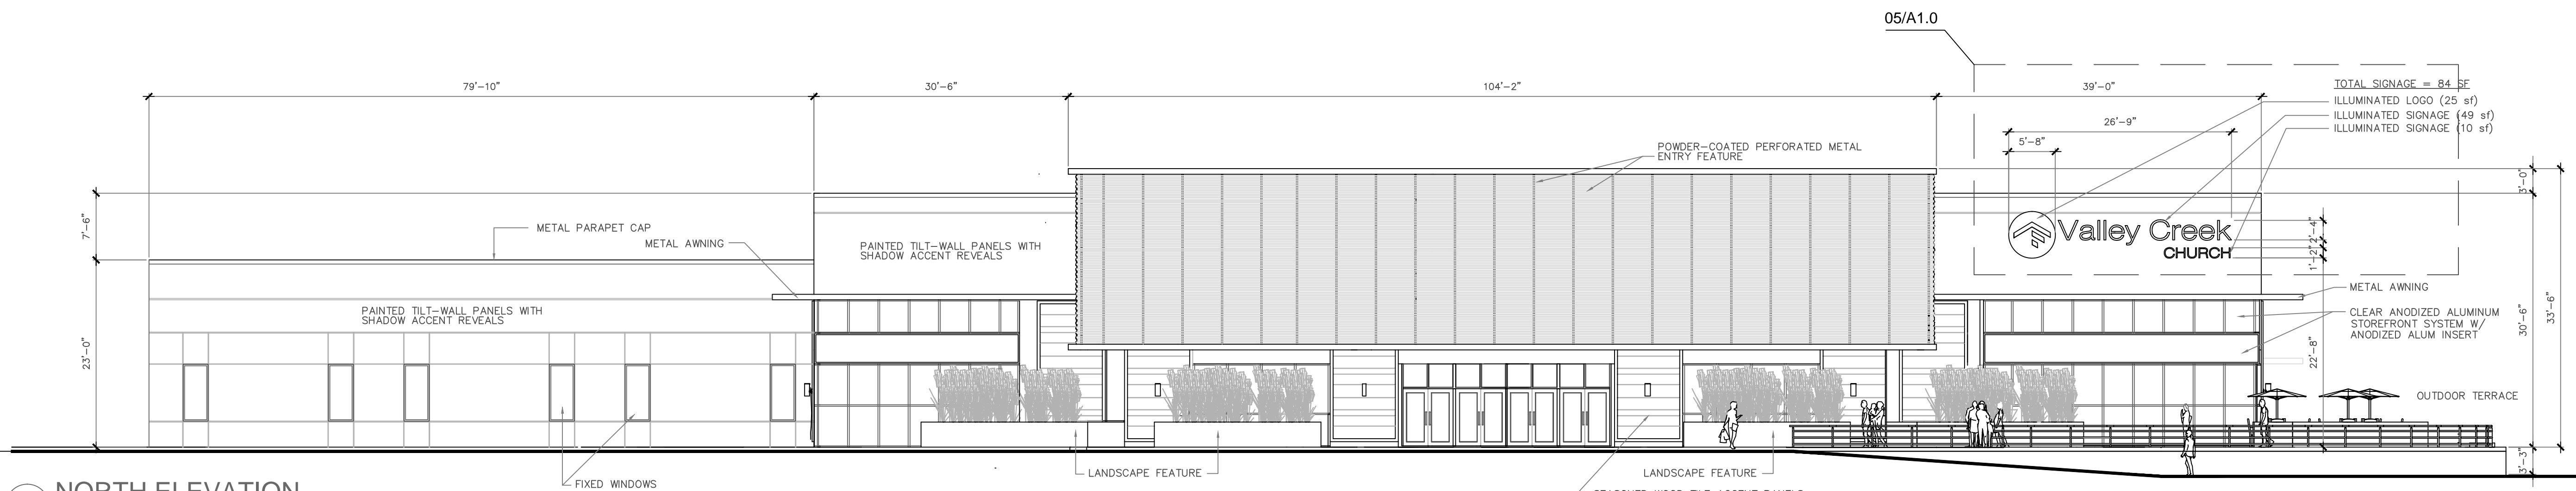 05/A1.0
79'-10"
30'-6"
104'-2"
39'-0"
TOTAL SIGNAGE = 84 SF
ILLUMINATED LOGO (25 sf)
ILLUMINATED SIGNAGE (49 sf)
ILLUMINATED SIGNAGE (10 sf)
26'-9"
5'-8"
POWDER-COATED PERFORATED METAL
ENTRY FEATURE
3'-0"
7'-6"
METAL PARAPET CAP
METAL AWNING
PAINTED TILT-WALL PANELS WITH
SHADOW ACCENT REVEALS
Valley Creek
CHURCH
2'-4"
2"
1'-2"
METAL AWNING
PAINTED TILT-WALL PANELS WITH
SHADOW ACCENT REVEALS
CLEAR ANODIZED ALUMINUM
STOREFRONT SYSTEM W/
ANODIZED ALUM INSERT
23'-0"
22'-8"
30'-6"
33'-6"
OUTDOOR TERRACE
3'-3"
LANDSCAPE FEATURE
LANDSCAPE FEATURE
FIXED WINDOWS
NORTH ELEVATION